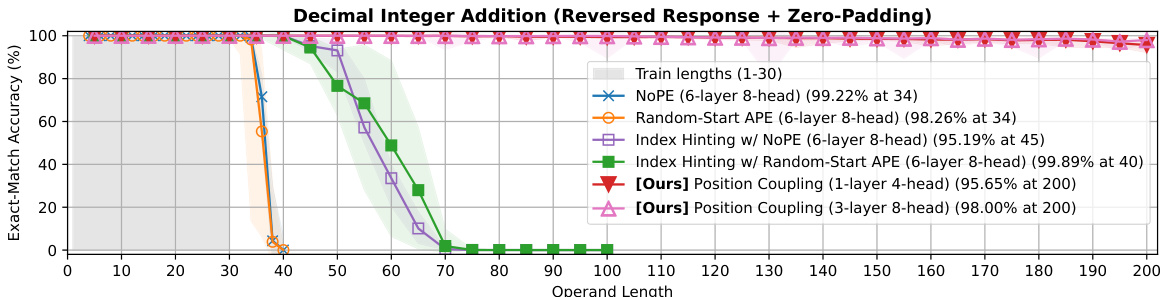 Decimal Integer Addition (Reversed Response + Zero-Padding)
Exact-Match Accuracy (%)
100
80
60
40
20
0
Train lengths (1-30)
NoPE (6-layer 8-head) (99.22% at 34)
Random-Start APE (6-layer 8-head) (98.26% at 34)
Index Hinting w/ NoPE (6-layer 8-head) (95.19% at 45)
Index Hinting w/ Random-Start APE (6-layer 8-head) (99.89% at 40)
[Ours] Position Coupling (1-layer 4-head) (95.65% at 200)
[Ours] Position Coupling (3-layer 8-head) (98.00% at 200)
0 10 20 30 40 50 60 70 80 90 100 110 120 130 140 150 160 170 180 190 200
Operand Length